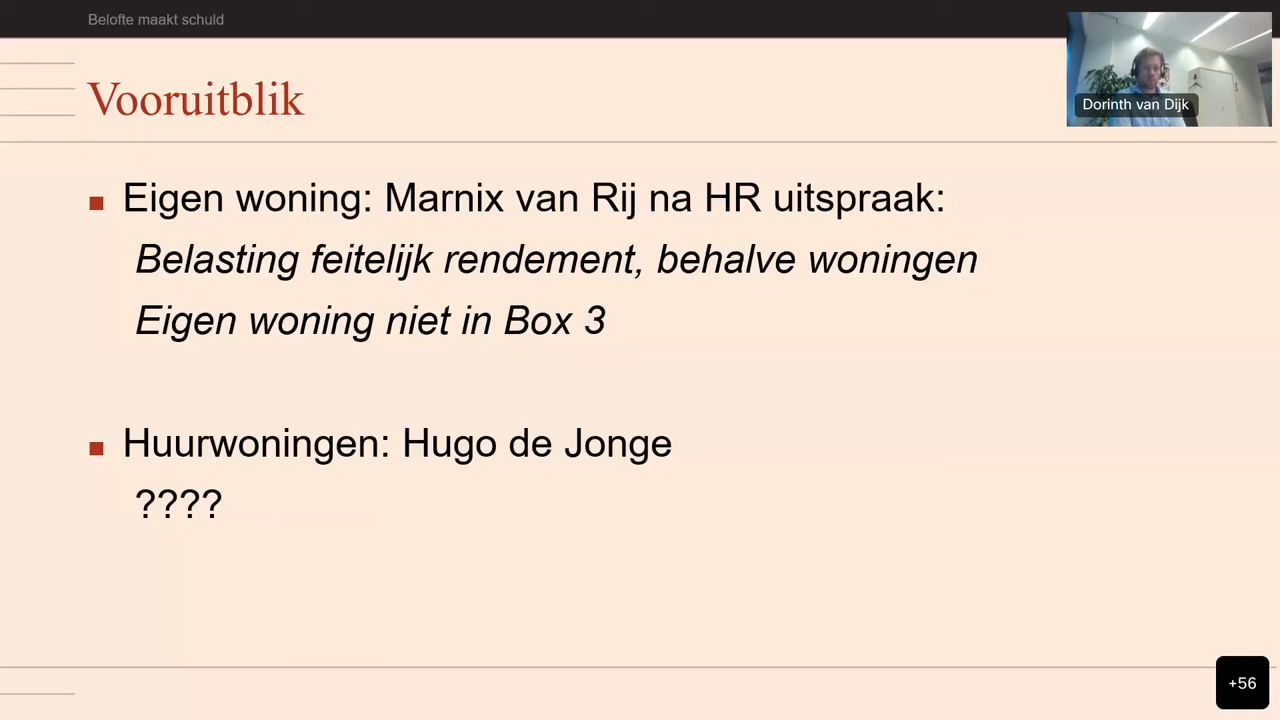 Belofte maakt schuld
Vooruitblik
Dorinth van Dijk
Eigen woning: Marnix van Rij na HR uitspraak:
Belasting feitelijk rendement, behalve woningen
Eigen woning niet in Box 3
Huurwoningen: Hugo de Jonge
????
+56